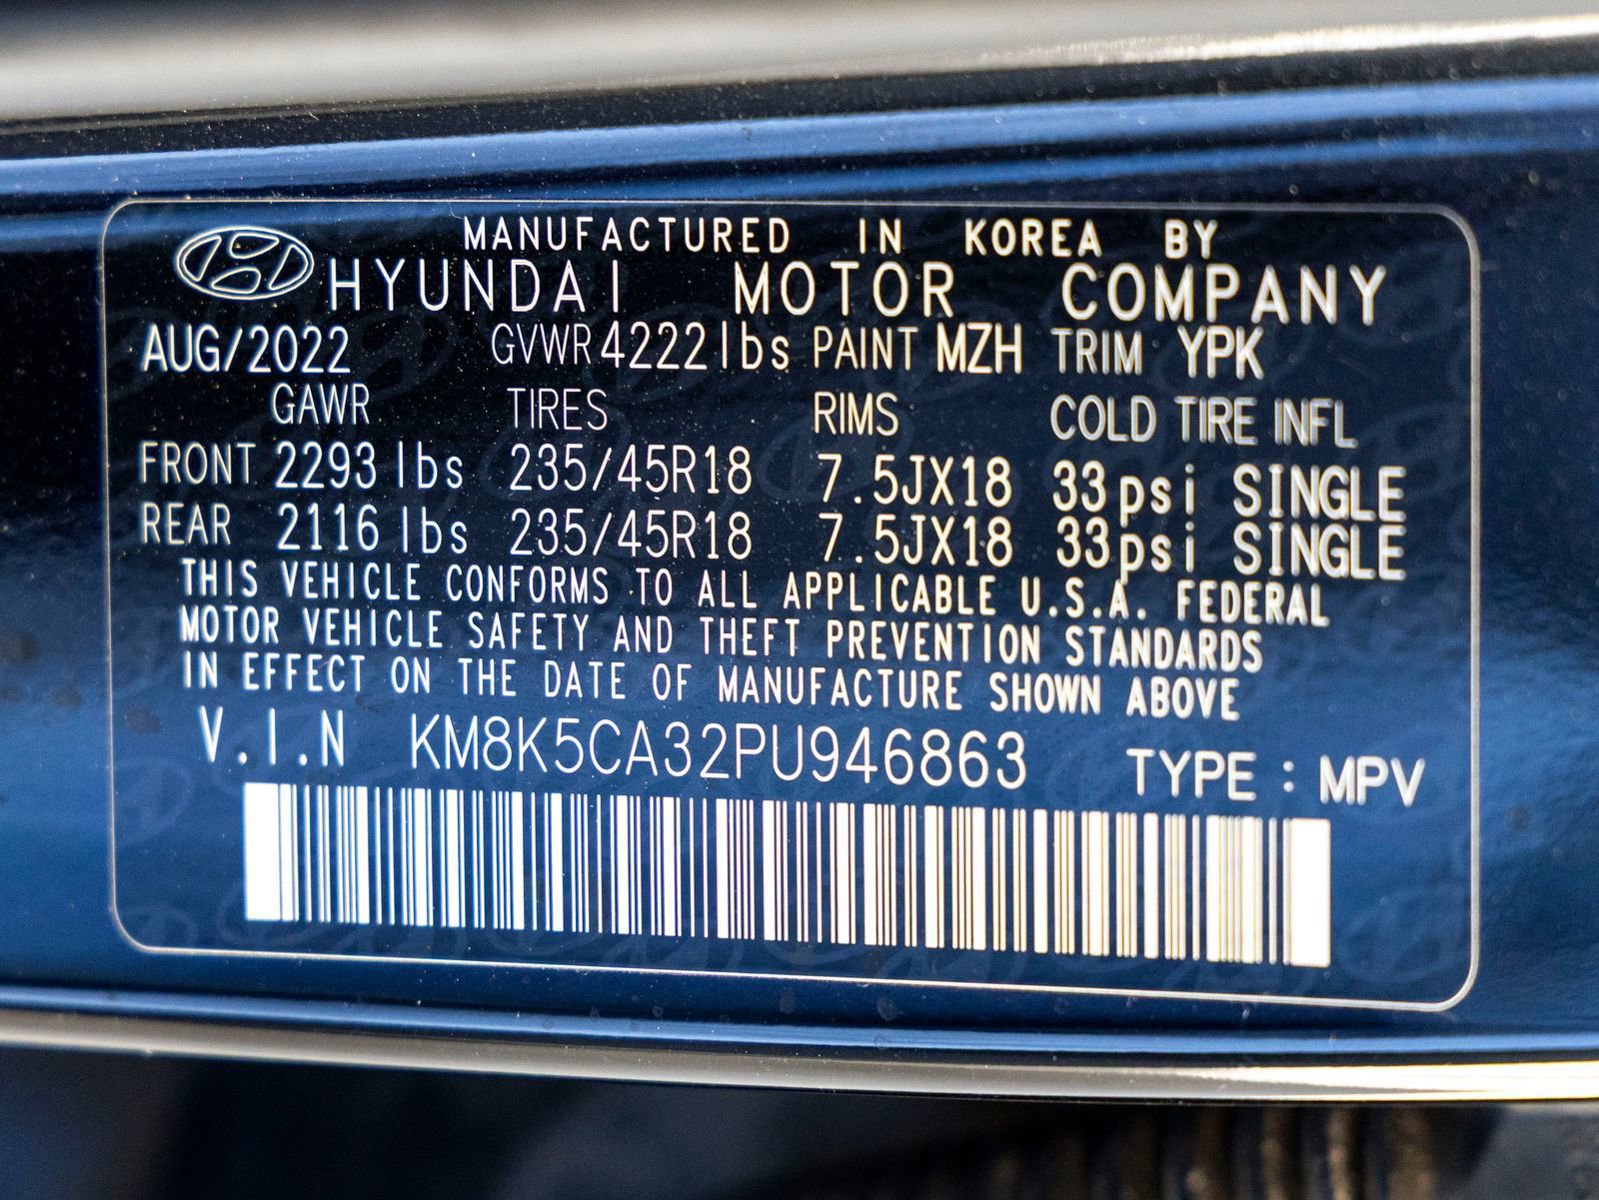 MANUFACTURED IN KOREA BY
HYUNDAI MOTOR COMPANY
AUG/2022 GVWR 4222 lbs PAINT MZH TRIM YPK
GAWR TIRES RIMS COLD TIRE INFL
FRONT 2293 lbs 235/45R18 7.5JX18 33psi SINGLE
REAR 2116 lbs 235/45R18 7.5JX18 33psi SINGLE
THIS VEHICLE CONFORMS TO ALL APPLICABLE U.S.A. FEDERAL
MOTOR VEHICLE SAFETY AND THEFT PREVENTION STANDARDS
IN EFFECT ON THE DATE OF MANUFACTURE SHOWN ABOVE
V.I.N KM8K5CA32PU946863 TYPE : MPV